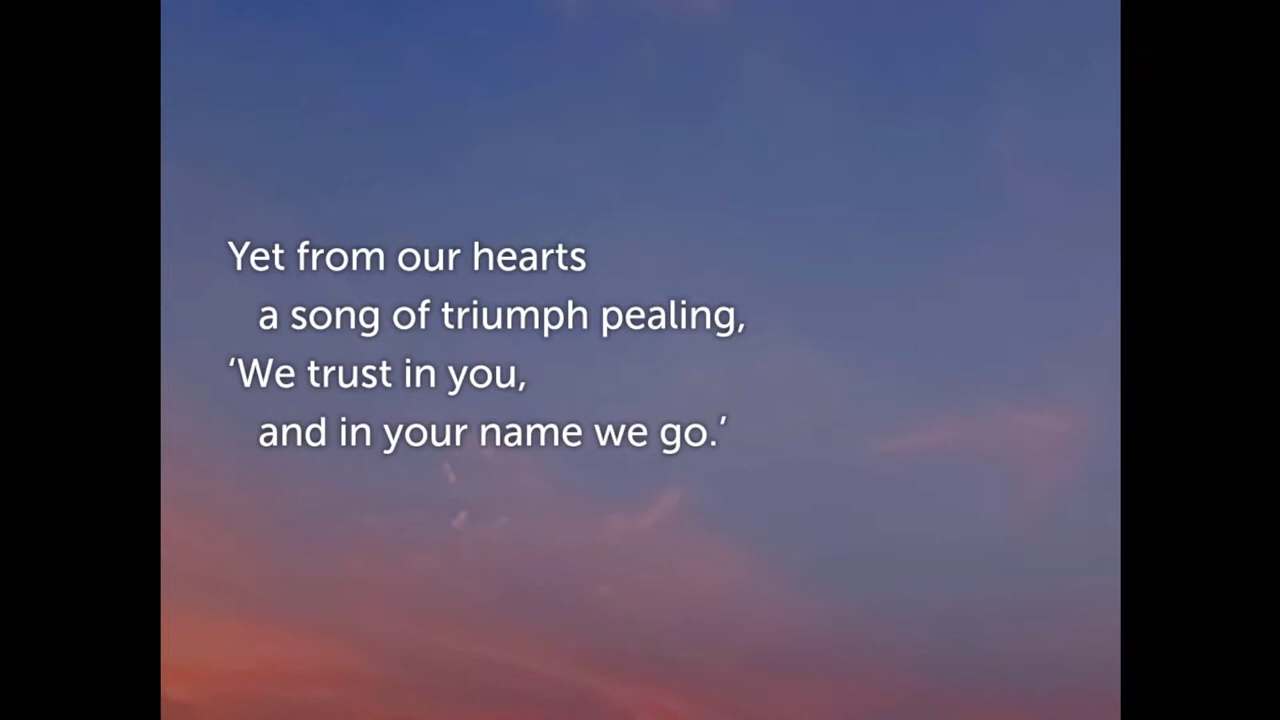 Yet from our hearts
a song of triumph pealing,
‘We trust in you,
and in your name we go.’